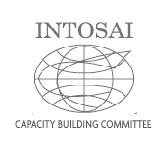 INTOSAI
CAPACITY BUILDING COMMITTEE